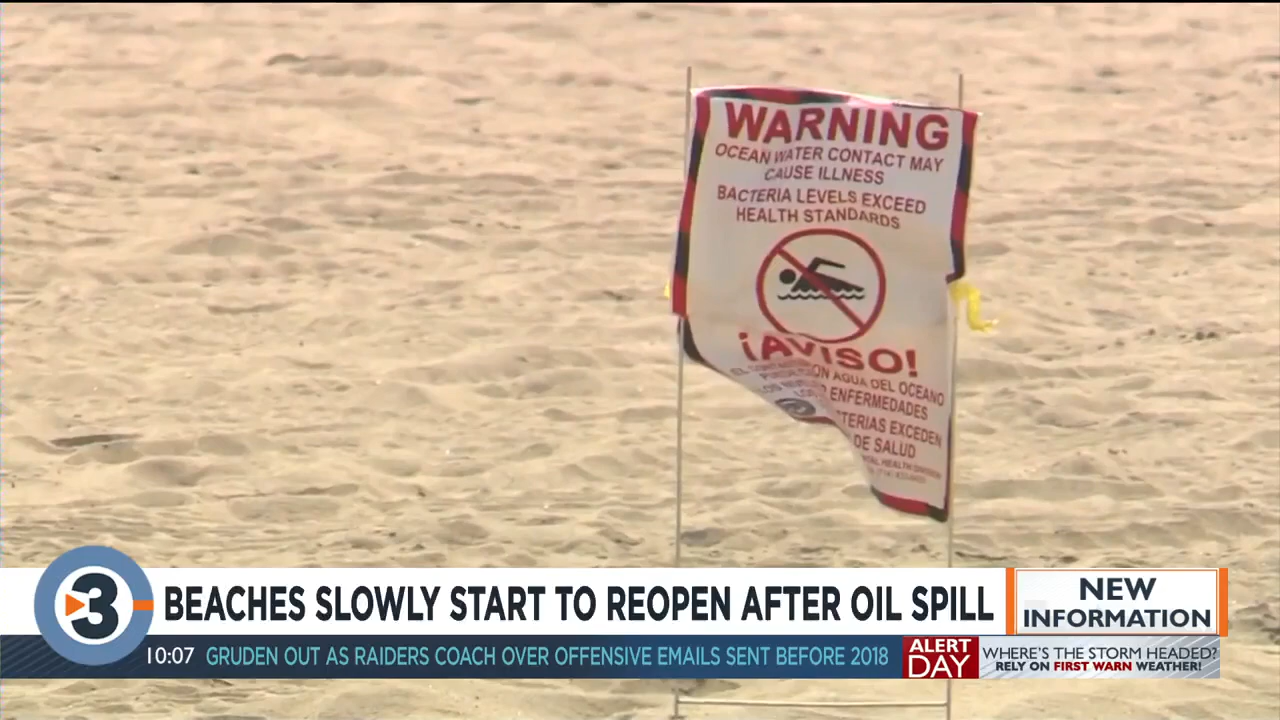 WARNING
OCEAN WATER CONTACT MAY
CAUSE ILLNESS
BACTERIA LEVELS EXCEED
HEALTH STANDARDS
¡AVISO!
ON AGUA DEL OCEANO
ENFERMEDADES
TERIAS EXCEDEN
DE SALUD
3
BEACHES SLOWLY START TO REOPEN AFTER OIL SPILL
NEW
INFORMATION
10:07
GRUDEN OUT AS RAIDERS COACH OVER OFFENSIVE EMAILS SENT BEFORE 2018
ALERT
DAY
WHERE'S THE STORM HEADED?
RELY ON FIRST WARN WEATHER!